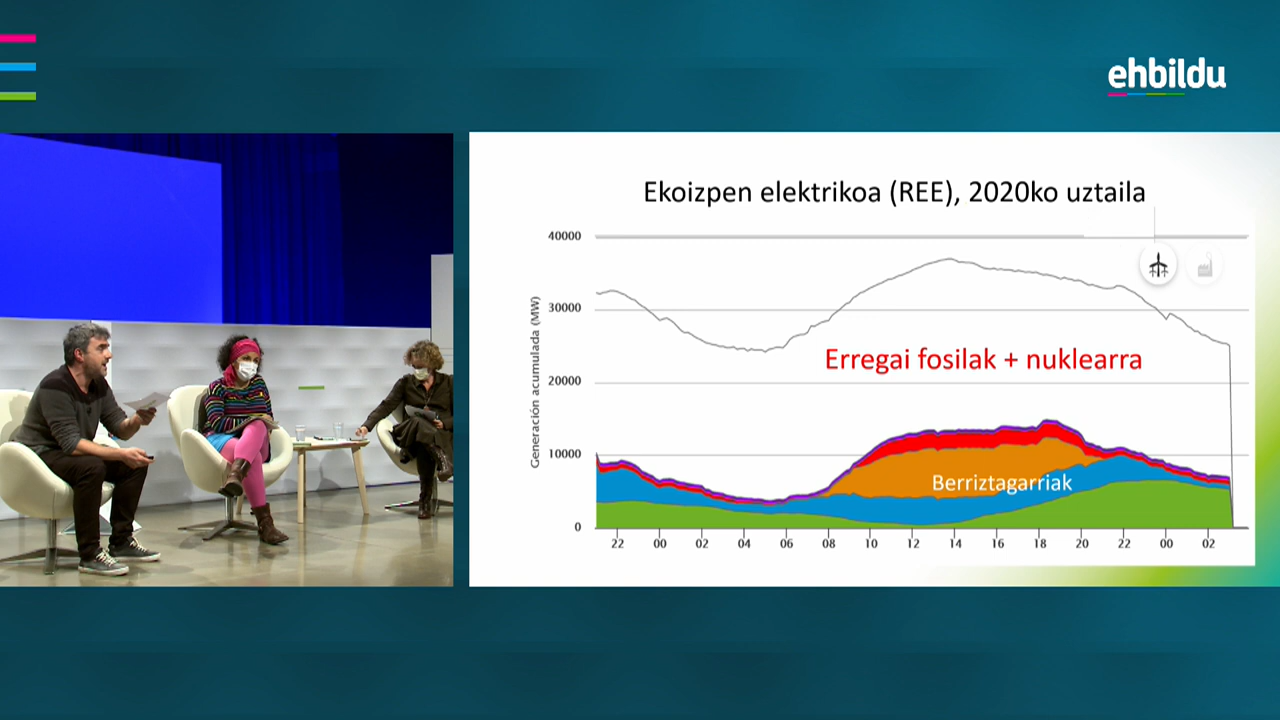 ehbildu
Ekoizpen elektrikoa (REE), 2020ko uztaila
Generación acumulada (MW)
40000
30000
20000
10000
0
Erregai fosilak + nuklearra
Berriztagarriak
22 00 02 04 06 08 10 12 14 16 18 20 22 00 02